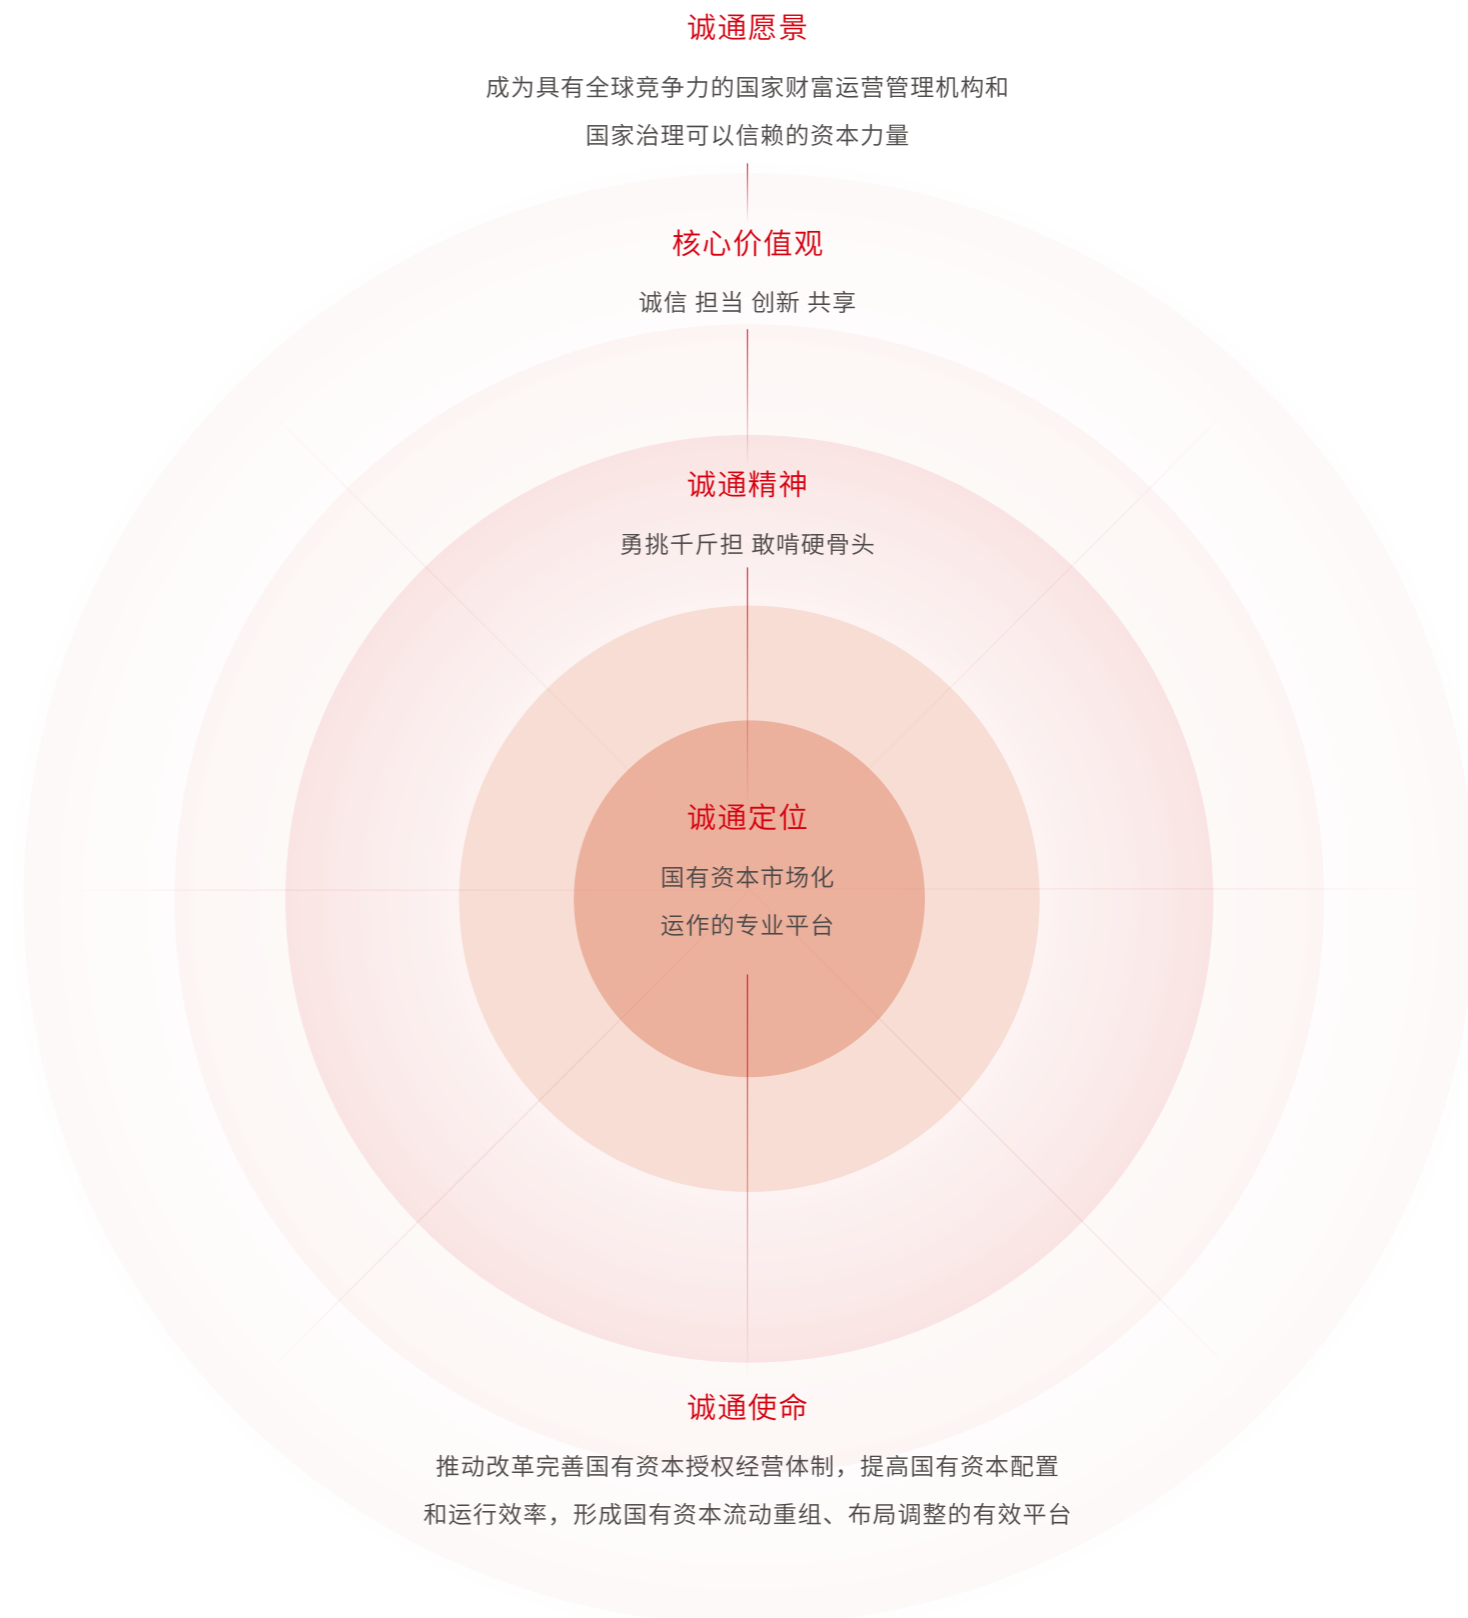 诚通愿景
成为具有全球竞争力的国家财富运营管理机构和
国家治理可以信赖的资本力量
核心价值观
诚信 担当 创新 共享
诚通精神
勇挑千斤担 敢啃硬骨头
诚通定位
国有资本市场化
运作的专业平台
诚通使命
推动改革完善国有资本授权经营体制，提高国有资本配置
和运行效率，形成国有资本流动重组、布局调整的有效平台